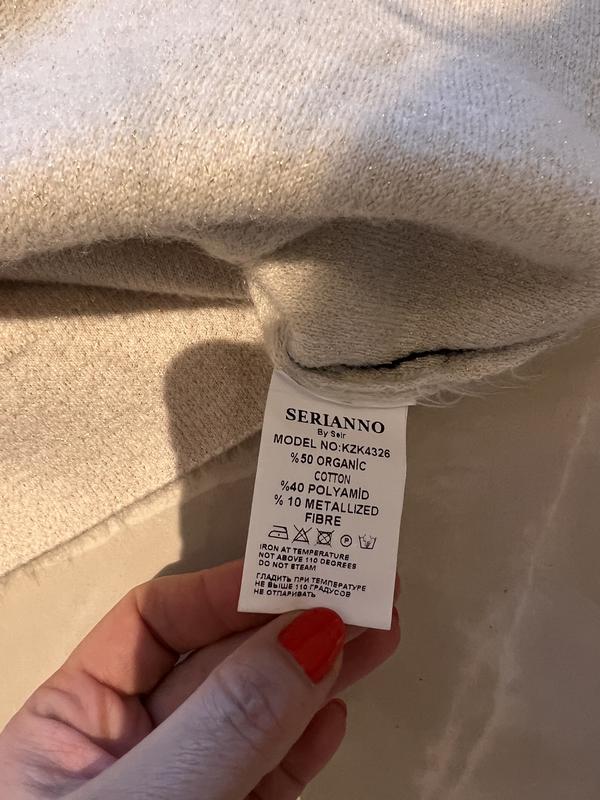 SERIANNO
By Seir
MODEL NO:KZK4326
%50 ORGANİC
COTTON
%40 POLYAMİD
% 10 METALLIZED
FIBRE
P
IRON AT TEMPERATURE
NOT ABOVE 110 DEGREES
DO NOT STEAM
ГЛАДИТЬ ПРИ ТЕМПЕРАТУРЕ
НЕ ВЫШЕ 110 ГРАДУСОВ
НЕ ОТПАРИВАТЬ